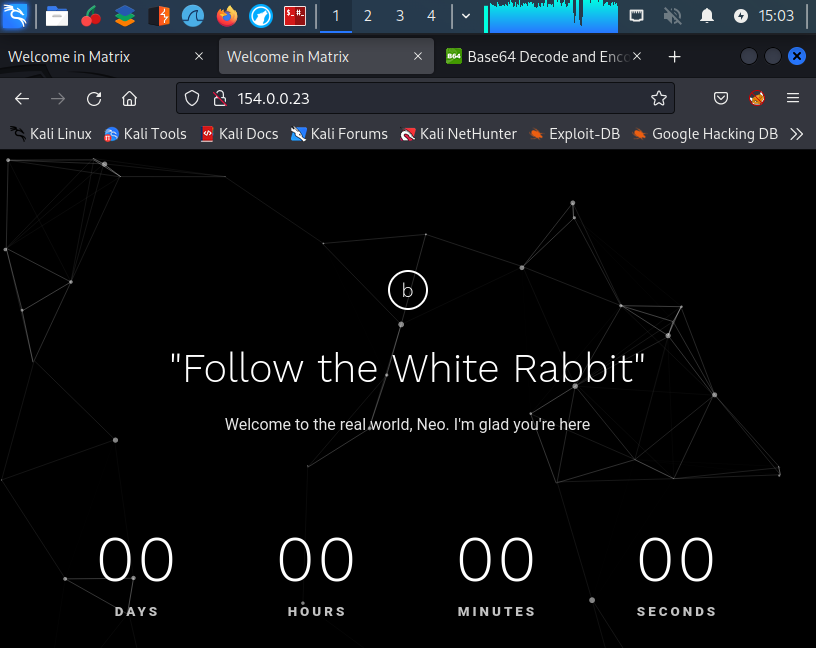 1 2 3 4 15:03
Welcome in Matrix Welcome in Matrix B64 Base64 Decode and Enc
154.0.0.23
Kali Linux Kali Tools Kali Docs Kali Forums Kali NetHunter Exploit-DB Google Hacking DB
b
"Follow the White Rabbit"
Welcome to the real world, Neo. I'm glad you're here
00 00 00 00
DAYS HOURS MINUTES SECONDS